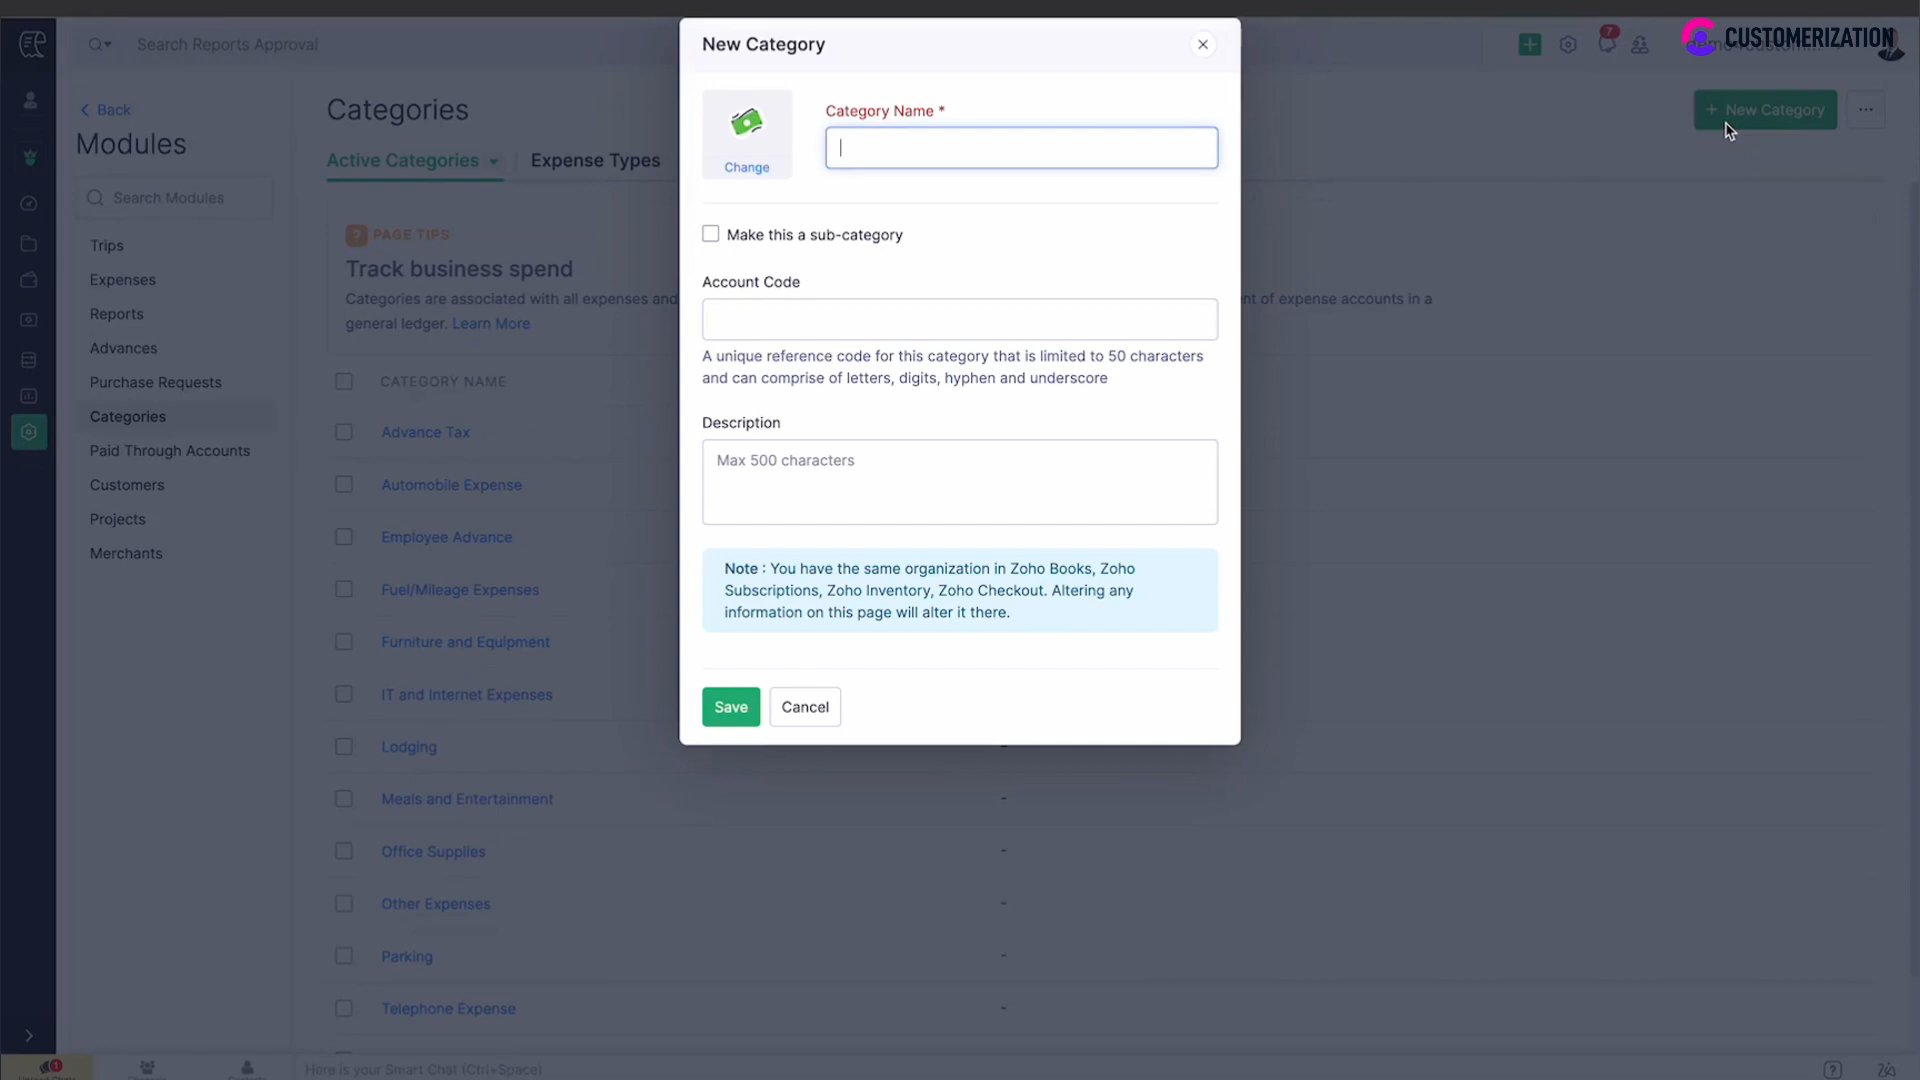 Search Reports Approval
7
CUSTOMERIZATION
Back
Modules
Search Modules
Trips
Expenses
Reports
Advances
Purchase Requests
Categories
Paid Through Accounts
Customers
Projects
Merchants
Categories
+ New Category
Active Categories
Expense Types
? PAGE TIPS
Track business spend
Categories are associated with all expenses and
nt of expense accounts in a
general ledger. Learn More
CATEGORY NAME
Advance Tax
Automobile Expense
Employee Advance
Fuel/Mileage Expenses
Furniture and Equipment
IT and Internet Expenses
Lodging
-
Meals and Entertainment
-
Office Supplies
-
Other Expenses
-
Parking
-
Telephone Expense
-
New Category
Change
Category Name *
Make this a sub-category
Account Code
A unique reference code for this category that is limited to 50 characters
and can comprise of letters, digits, hyphen and underscore
Description
Max 500 characters
Note : You have the same organization in Zoho Books, Zoho
Subscriptions, Zoho Inventory, Zoho Checkout. Altering any
information on this page will alter it there.
Save
Cancel
1
Here is your Smart Chat (Ctrl+Space)
?